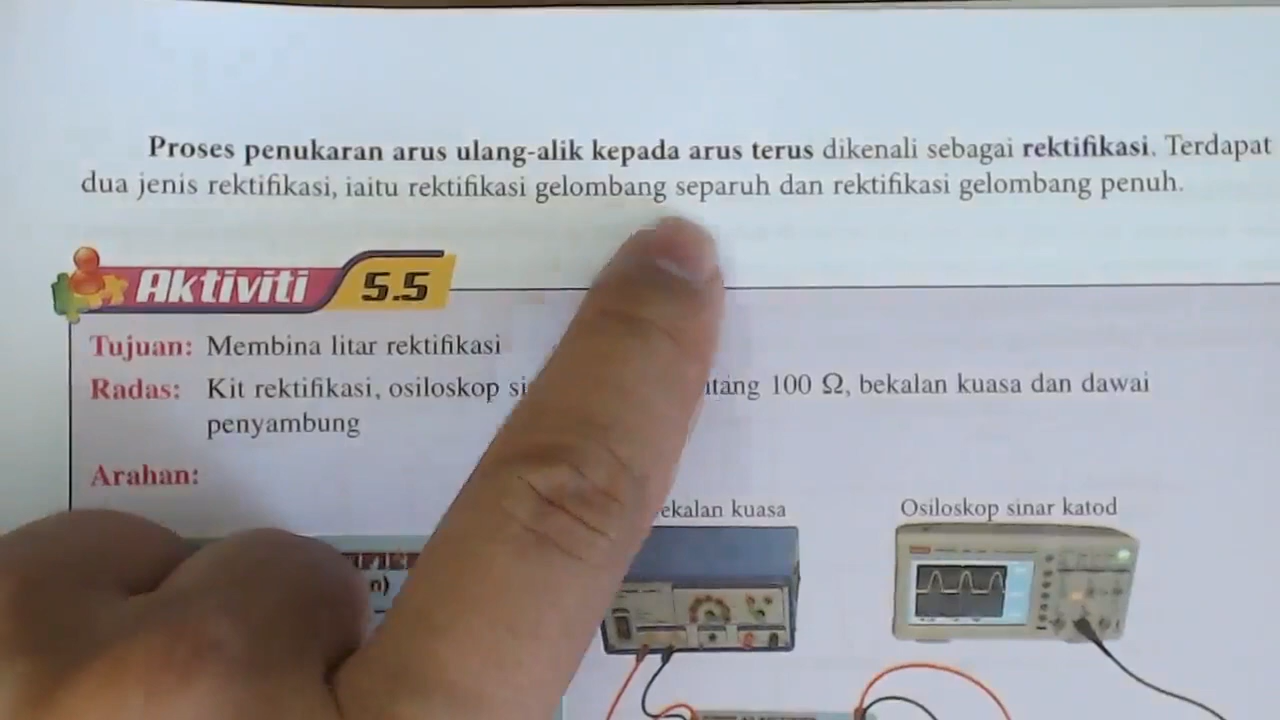 Proses penukaran arus ulang-alik kepada arus terus dikenali sebagai rektifikasi. Terdapat
dua jenis rektifikasi, iaitu rektifikasi gelombang separuh dan rektifikasi gelombang penuh.
Aktiviti 5.5
Tujuan: Membina litar rektifikasi
Radas: Kit rektifikasi, osiloskop 100 Ω, bekalan kuasa dan dawai
penyambung
Arahan:
kuasa
Osiloskop sinar katod